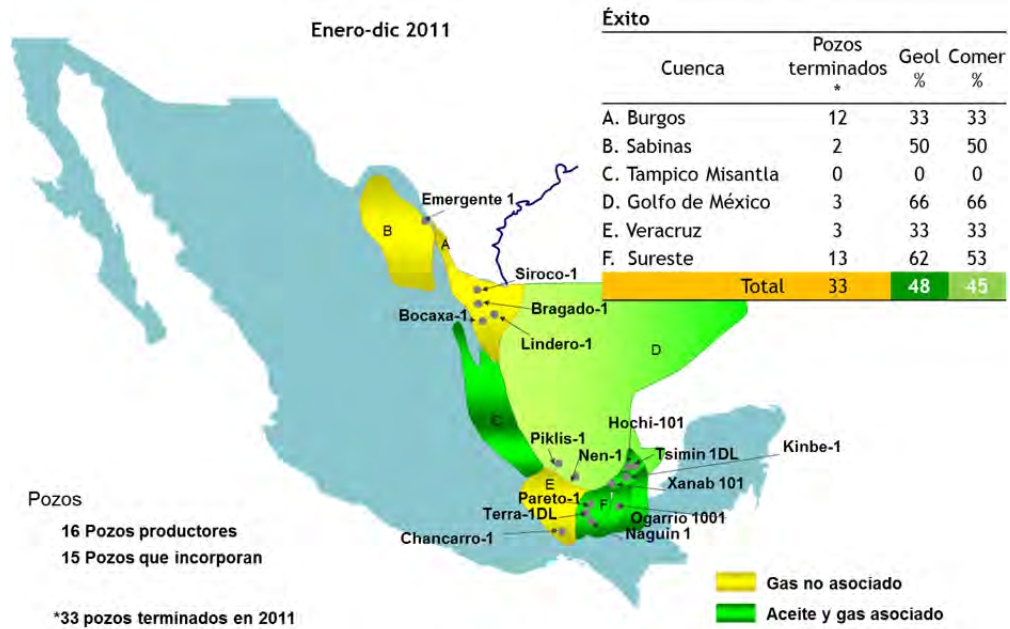 Enero-dic 2011
Éxito
Cuenca Pozos terminados * Geol % Comer %
A. Burgos 12 33 33
B. Sabinas 2 50 50
C. Tampico Misantla 0 0 0
D. Golfo de México 3 66 66
E. Veracruz 3 33 33
F. Sureste 13 62 53
Total 33 48 45
Emergente 1
B
A
Siroco-1
Bragado-1
Bocaxa-1
Lindero-1
D
C
Hochi-101
Piklis-1
Tsimin 1DL
Kinbe-1
Nen-1
E
Xanab 101
Pareto-1
F
Terra-1DL
Ogarrio 1001
Naguin 1
Chancarro-1
Pozos
16 Pozos productores
15 Pozos que incorporan
*33 pozos terminados en 2011
Gas no asociado
Aceite y gas asociado